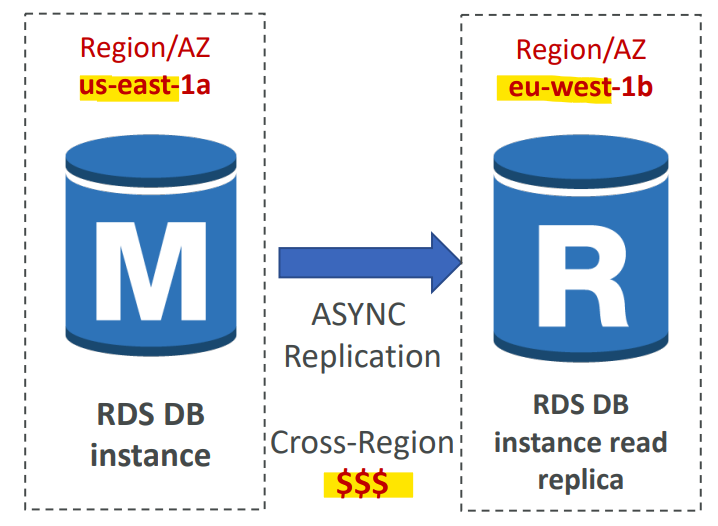 Region/AZ
us-east-1a
M
RDS DB
instance
ASYNC
Replication
Cross-Region
$$$
Region/AZ
eu-west-1b
R
RDS DB
instance read
replica